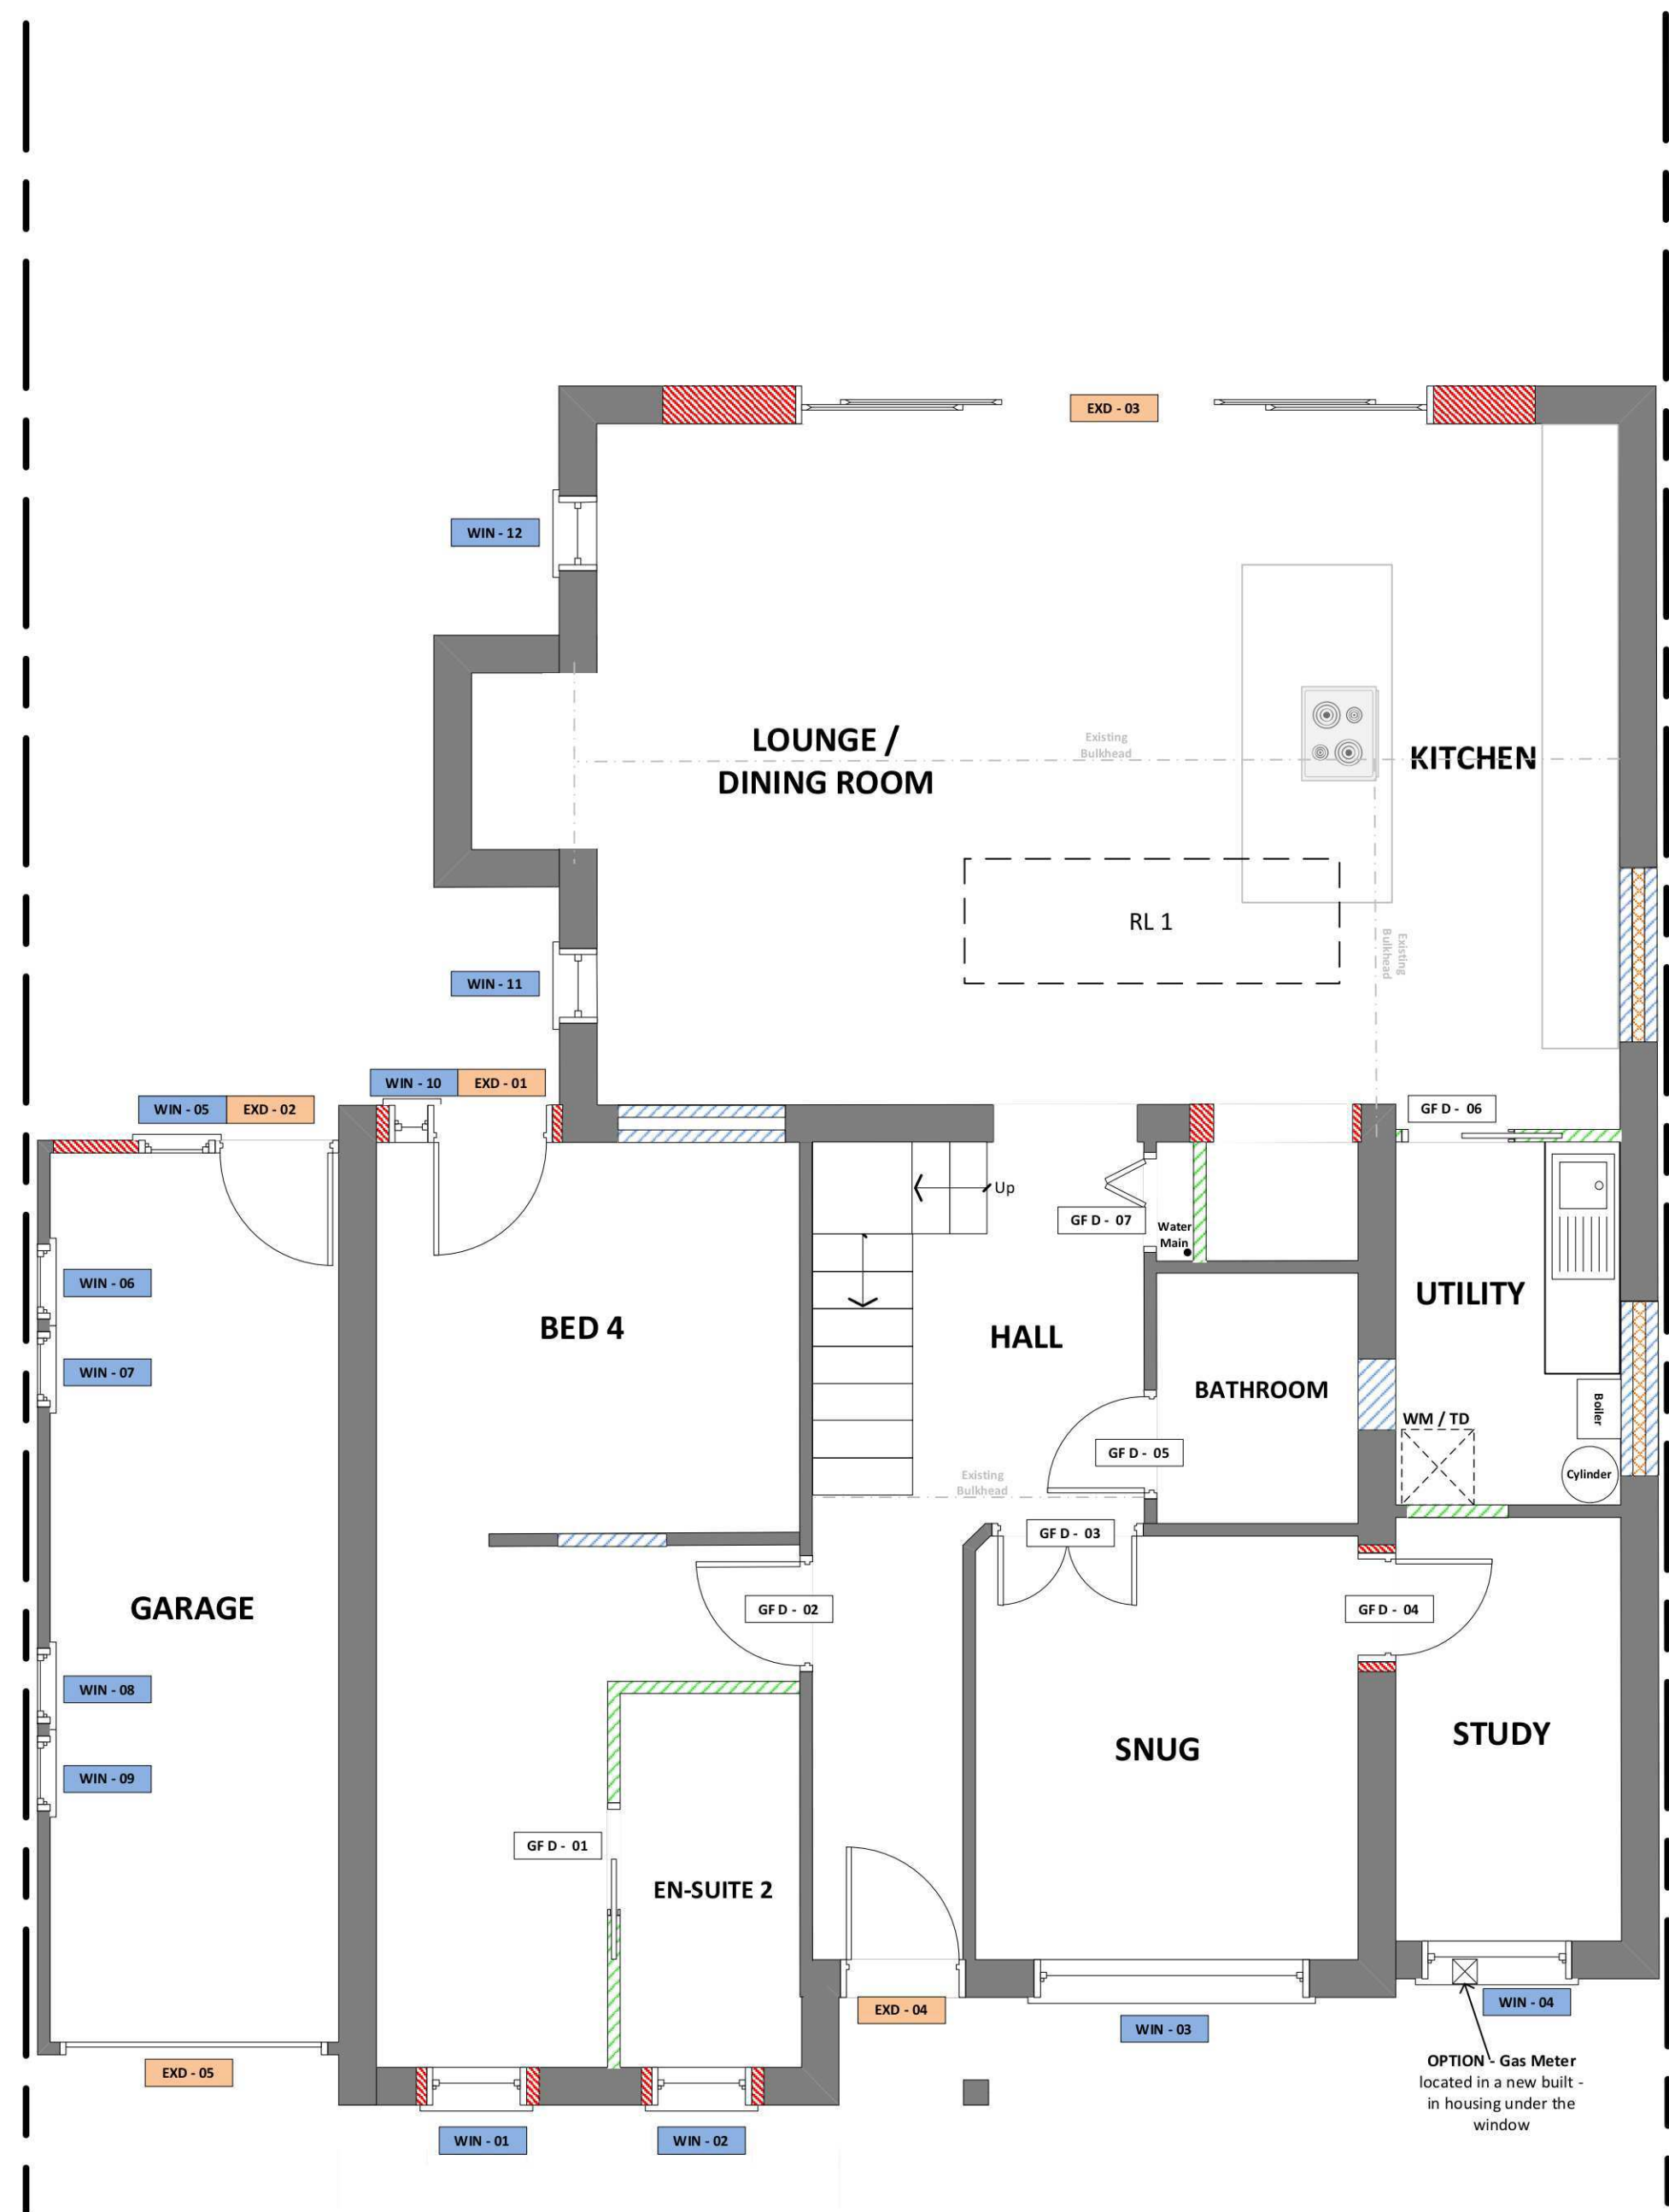 EXD - 03
WIN - 12
LOUNGE /
DINING ROOM
Existing
Bulkhead
KITCHEN
RL 1
Existing
Bulkhead
WIN - 11
WIN - 10
EXD - 01
WIN - 05
EXD - 02
GF D - 06
Up
GF D - 07
Water
Main
WIN - 06
UTILITY
BED 4
HALL
WIN - 07
BATHROOM
Boiler
WM / TD
GF D - 05
Cylinder
Existing
Bulkhead
GF D - 03
GARAGE
GF D - 02
GF D - 04
WIN - 08
STUDY
SNUG
WIN - 09
GF D - 01
EN-SUITE 2
EXD - 04
WIN - 04
WIN - 03
EXD - 05
OPTION - Gas Meter
located in a new built -
in housing under the
window
WIN - 01
WIN - 02